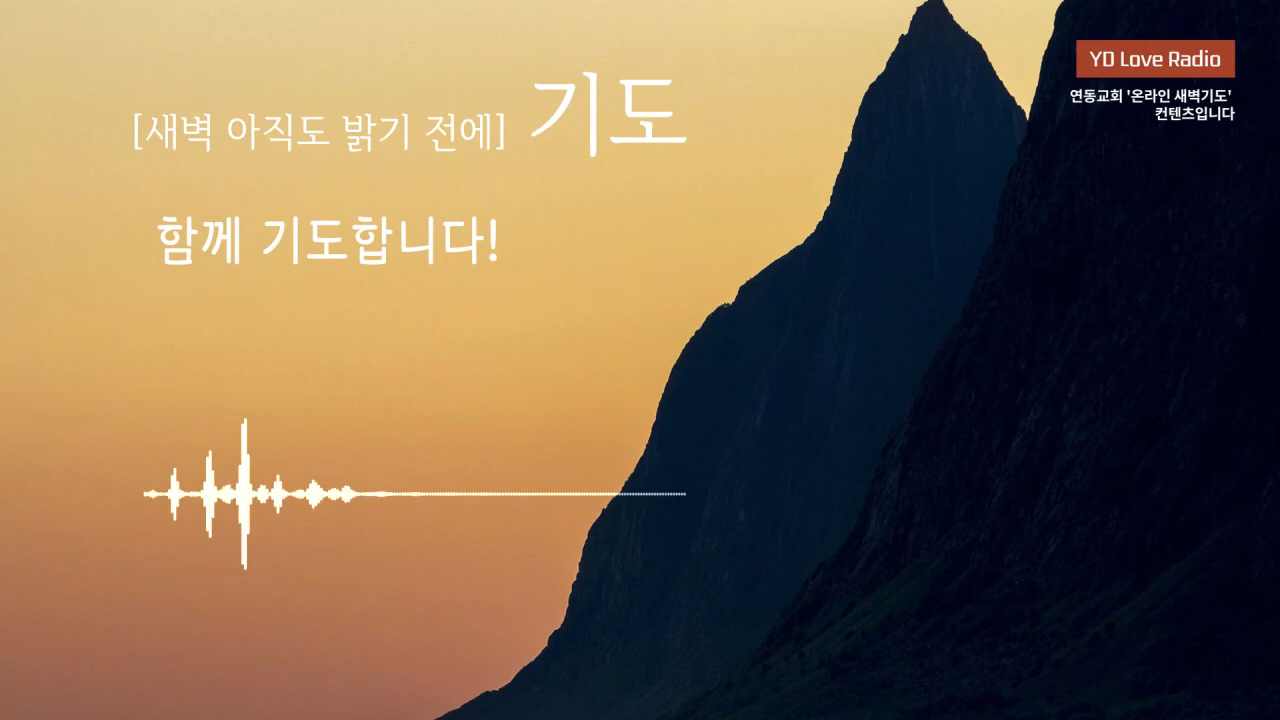 [새벽 아직도 밝기 전에] 기도
함께 기도합니다!
YD Love Radio
연동교회 '온라인 새벽기도'
컨텐츠입니다